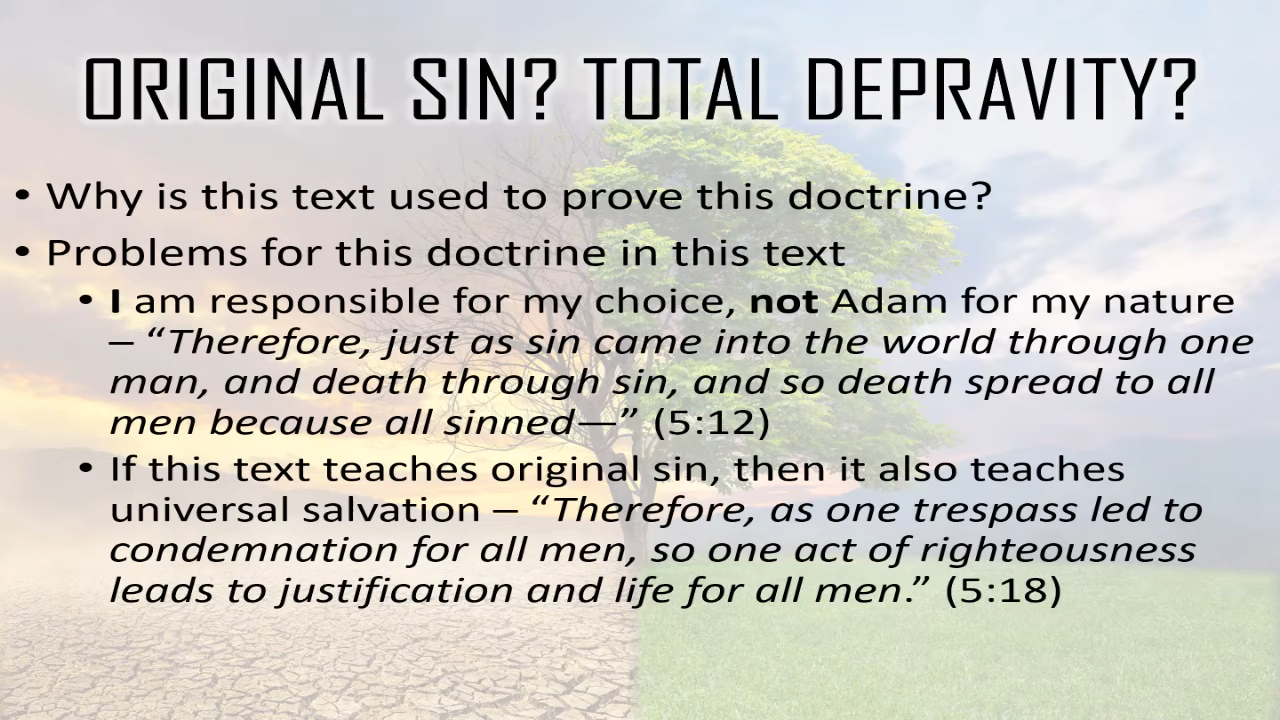 ORIGINAL SIN? TOTAL DEPRAVITY?
• Why is this text used to prove this doctrine?
• Problems for this doctrine in this text
• I am responsible for my choice, not Adam for my nature
– “Therefore, just as sin came into the world through one
man, and death through sin, and so death spread to all
men because all sinned—” (5:12)
• If this text teaches original sin, then it also teaches
universal salvation – “Therefore, as one trespass led to
condemnation for all men, so one act of righteousness
leads to justification and life for all men.” (5:18)